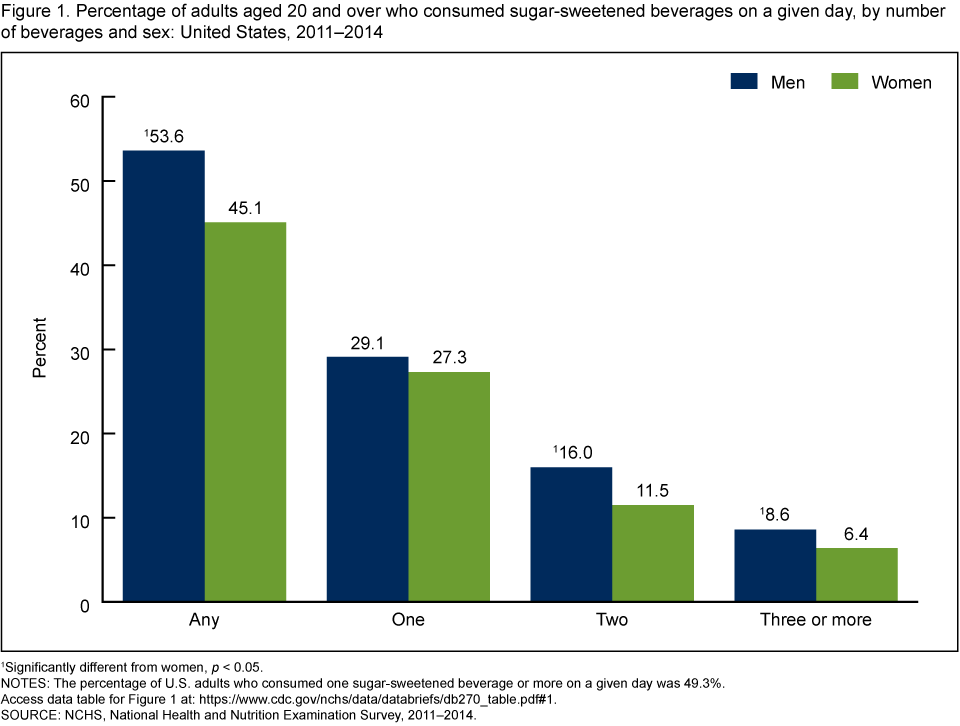 Figure 1. Percentage of adults aged 20 and over who consumed sugar-sweetened beverages on a given day, by number
of beverages and sex: United States, 2011–2014
Men
Women
60
50
40
30
20
10
0
Percent
¹53.6
45.1
29.1
27.3
¹16.0
11.5
¹8.6
6.4
Any
One
Two
Three or more
¹Significantly different from women, p < 0.05.
NOTES: The percentage of U.S. adults who consumed one sugar-sweetened beverage or more on a given day was 49.3%.
Access data table for Figure 1 at: https://www.cdc.gov/nchs/data/databriefs/db270_table.pdf#1.
SOURCE: NCHS, National Health and Nutrition Examination Survey, 2011–2014.